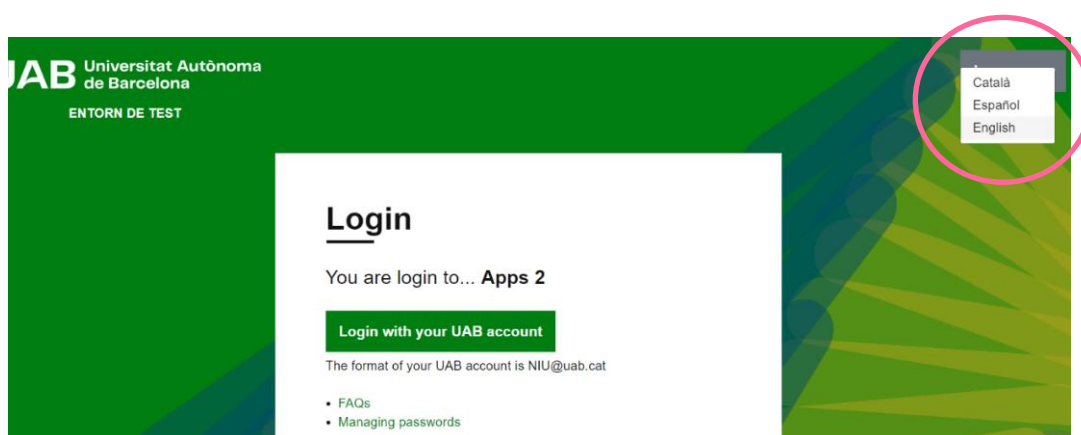 UAB Universitat Autònoma
de Barcelona
ENTORN DE TEST
Català
Español
English
Login
You are login to... Apps 2
Login with your UAB account
The format of your UAB account is NIU@uab.cat
• FAQs
• Managing passwords